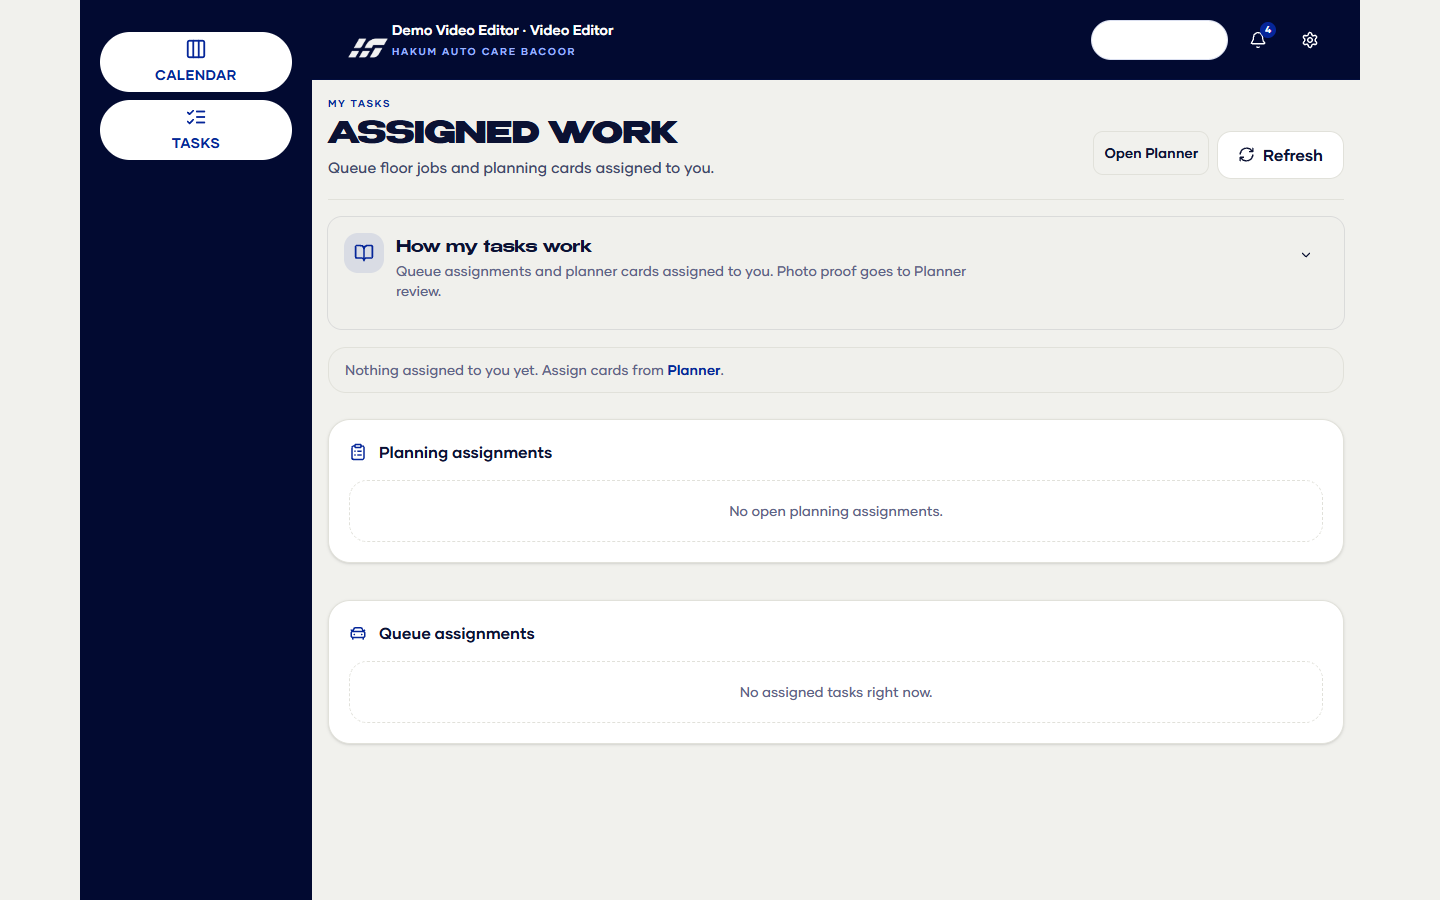 CALENDAR
TASKS
Demo Video Editor · Video Editor
HAKUM AUTO CARE BACOOR
4
MY TASKS
ASSIGNED WORK
Queue floor jobs and planning cards assigned to you.
Open Planner
Refresh
How my tasks work
Queue assignments and planner cards assigned to you. Photo proof goes to Planner
review.
Nothing assigned to you yet. Assign cards from Planner.
Planning assignments
No open planning assignments.
Queue assignments
No assigned tasks right now.